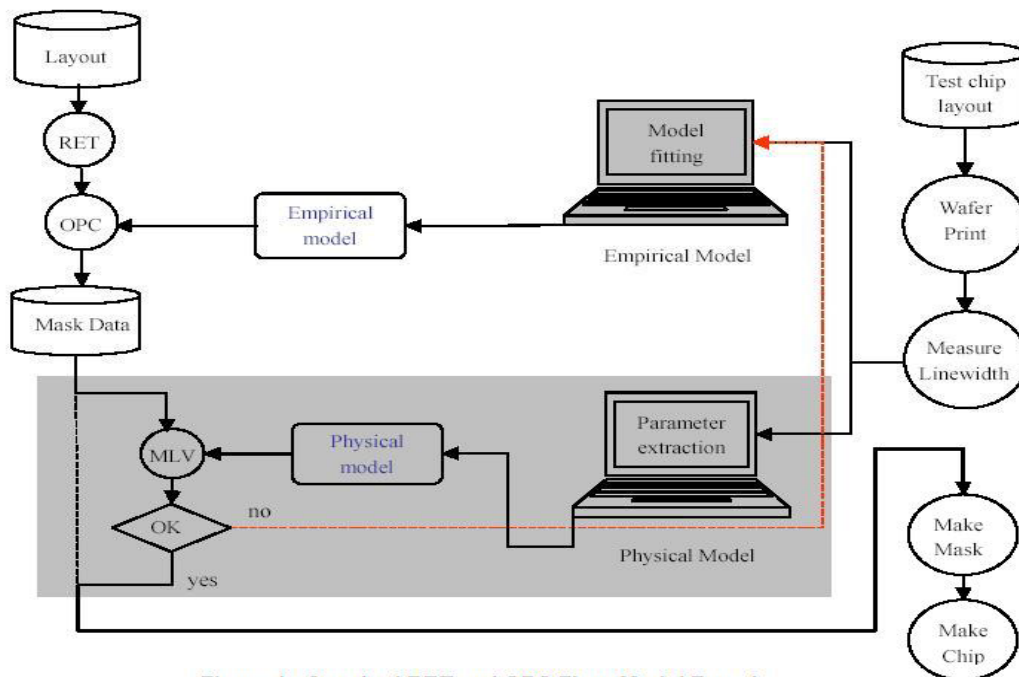 Layout
RET
OPC
Mask Data
Empirical
model
Model
fitting
Empirical Model
Test chip
layout
Wafer
Print
Measure
Linewidth
MLV
OK
no
yes
Physical
model
Parameter
extraction
Physical Model
Make
Mask
Make
Chip